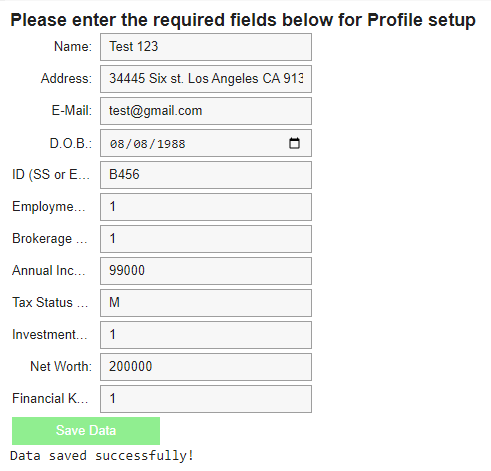 Please enter the required fields below for Profile setup
Name: Test 123
Address: 34445 Six st. Los Angeles CA 913
E-Mail: test@gmail.com
D.O.B.: 08/08/1988
ID (SS or E... B456
Employme... 1
Brokerage ... 1
Annual Inc... 99000
Tax Status ... M
Investment... 1
Net Worth: 200000
Financial K... 1
Save Data
Data saved successfully!